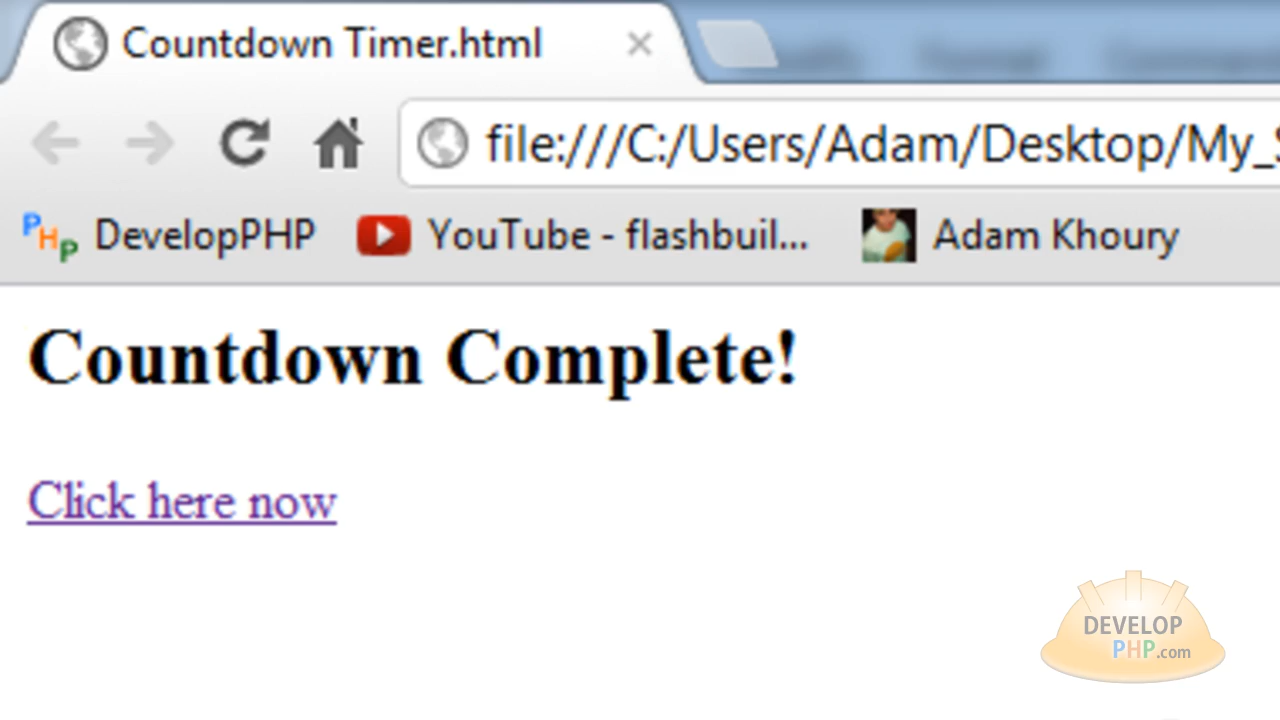 Countdown Timer.html
file:///C:/Users/Adam/Desktop/My_
PHP DevelopPHP YouTube - flashbuil... Adam Khoury
Countdown Complete!
Click here now
DEVELOP
PHP.com